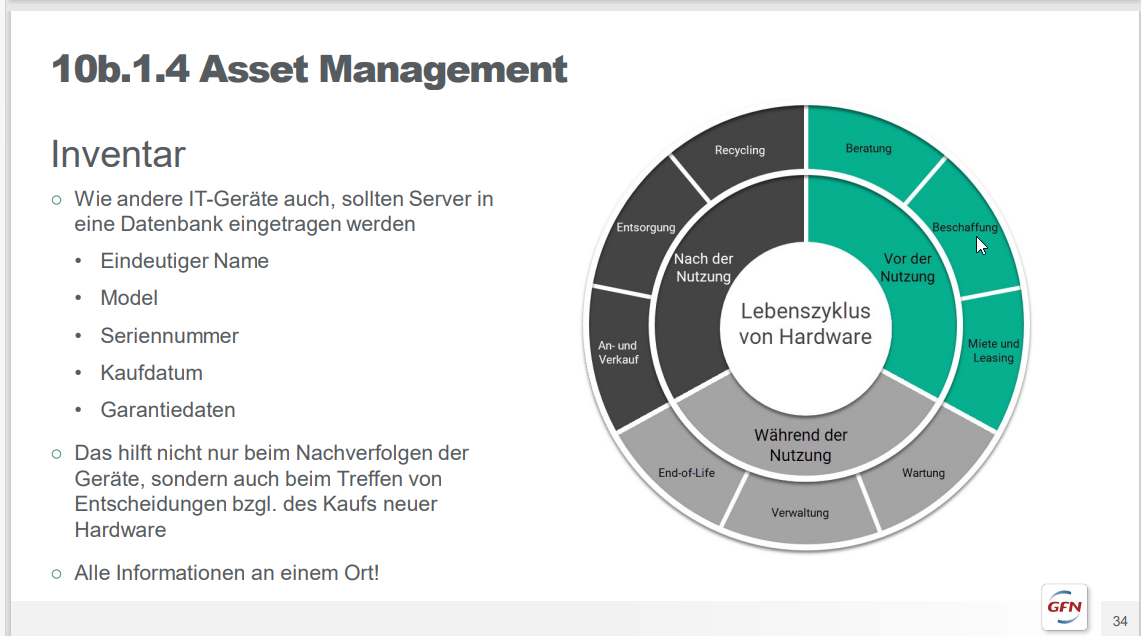 10b.1.4 Asset Management
Inventar
Wie andere IT-Geräte auch, sollten Server in
eine Datenbank eingetragen werden
Eindeutiger Name
Model
Seriennummer
Kaufdatum
Garantiedaten
Das hilft nicht nur beim Nachverfolgen der
Geräte, sondern auch beim Treffen von
Entscheidungen bzgl. des Kaufs neuer
Hardware
Alle Informationen an einem Ort!
Recycling
Beratung
Entsorgung
Beschaffung
Nach der
Nutzung
Vor der
Nutzung
Lebenszyklus
von Hardware
An- und
Verkauf
Miete und
Leasing
Während der
Nutzung
End-of-Life
Wartung
Verwaltung
GFN
34